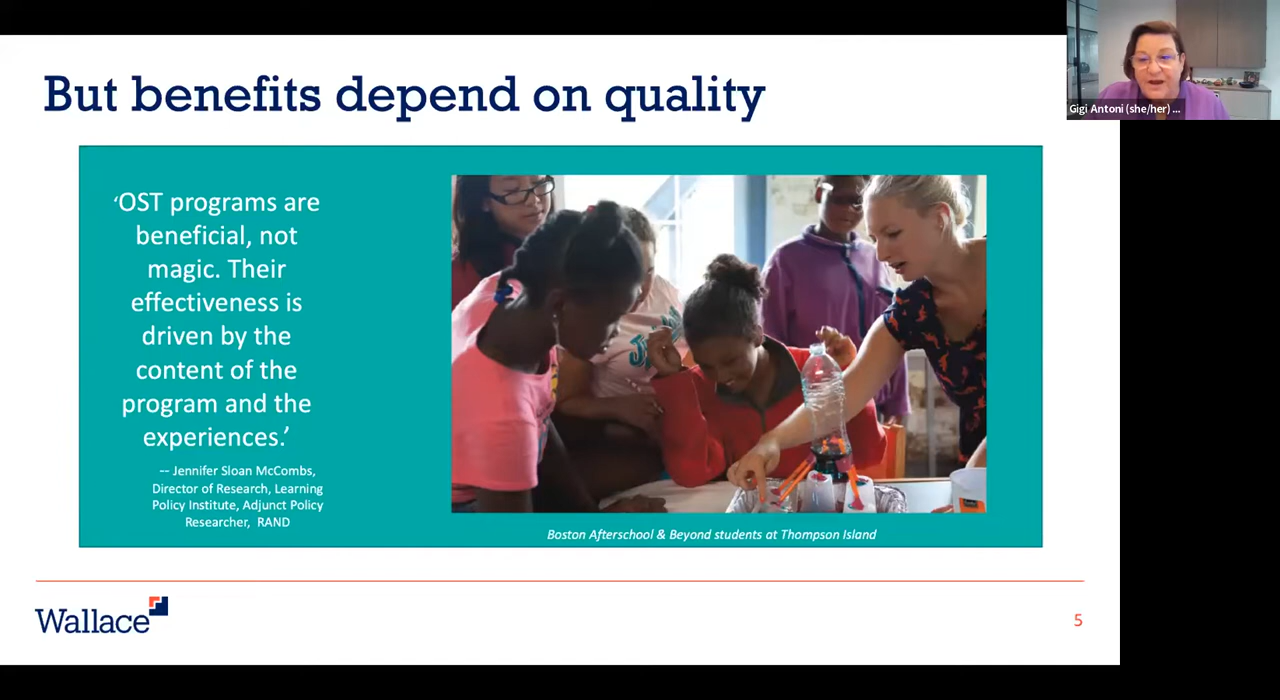 But benefits depend on quality
‘OST programs are
beneficial, not
magic. Their
effectiveness is
driven by the
content of the
program and the
experiences.’
-- Jennifer Sloan McCombs,
Director of Research, Learning
Policy Institute, Adjunct Policy
Researcher, RAND
Boston Afterschool & Beyond students at Thompson Island
Wallace
5
Gigi Antoni (she/her) ...